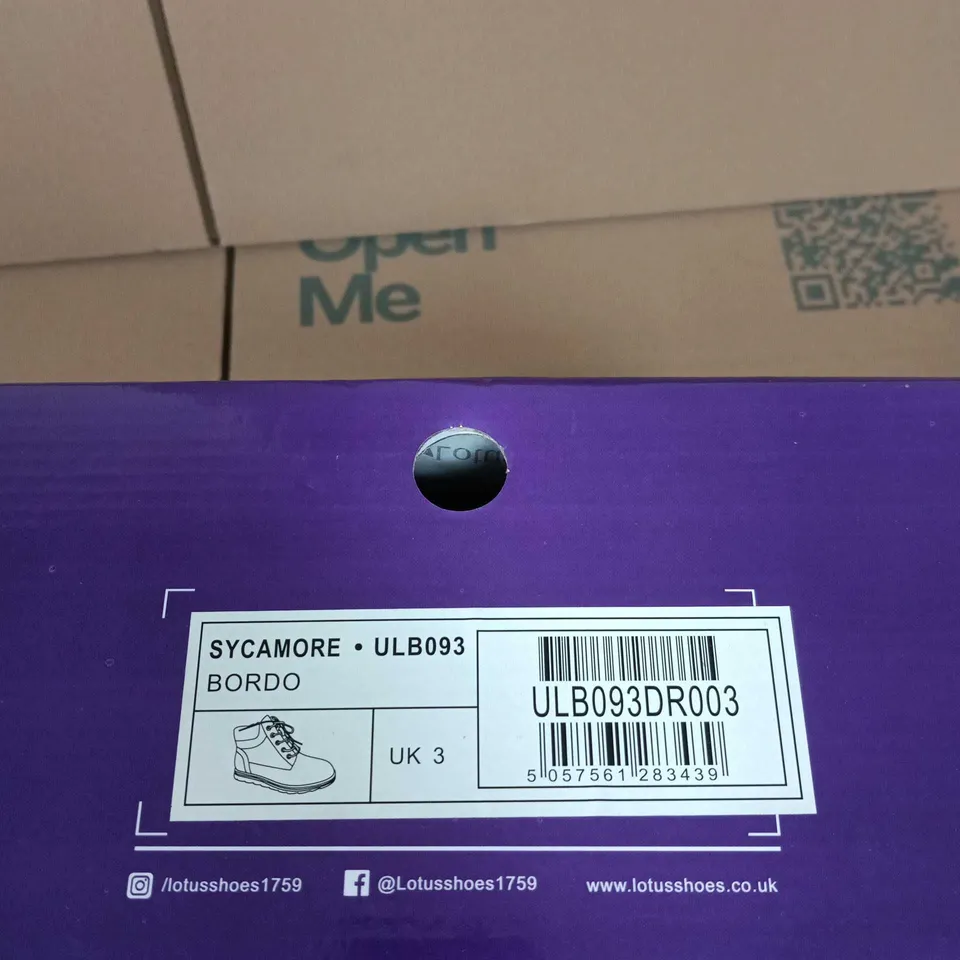 Open
Me
SYCAMORE • ULB093
BORDO
UK 3
ULB093DR003
5 057561 283439
/lotusshoes1759
@Lotusshoes1759
www.lotusshoes.co.uk